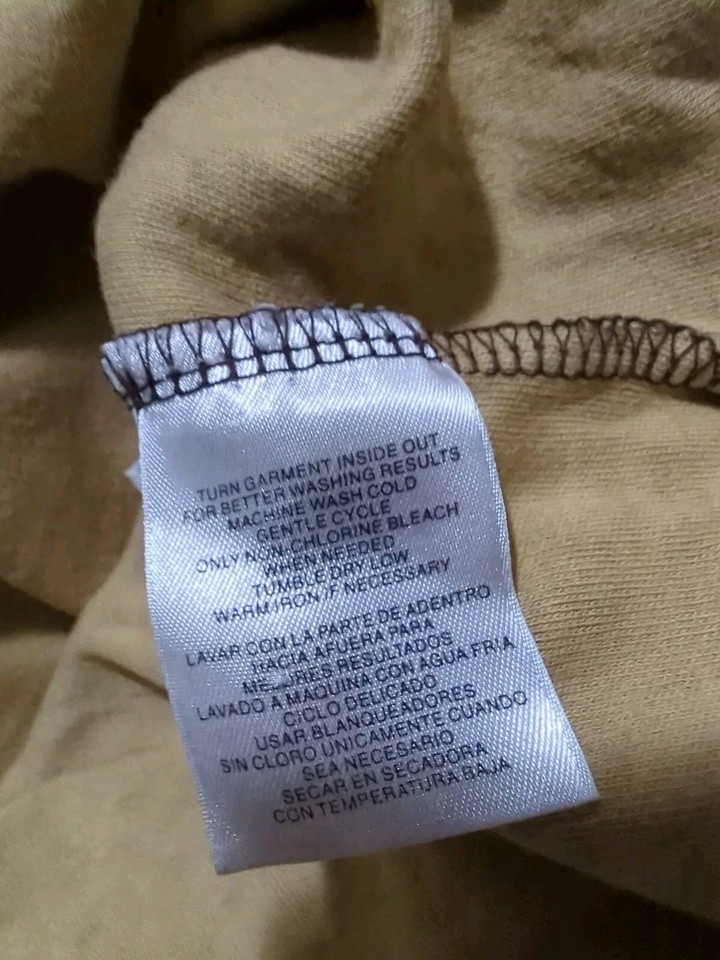 TURN GARMENT INSIDE OUT
FOR BETTER WASHING RESULTS
MACHINE WASH COLD
GENTLE CYCLE
ONLY NON-CHLORINE BLEACH
WHEN NEEDED
TUMBLE DRY LOW
WARM IRON IF NECESSARY
LAVAR CON LA PARTE DE ADENTRO
HACIA AFUERA PARA
MEJORES RESULTADOS
LAVADO A MAQUINA CON AGUA FRIA
CICLO DELICADO
USAR BLANQUEADORES
SIN CLORO UNICAMENTE CUANDO
SEA NECESARIO
SECAR EN SECADORA
CON TEMPERATURA BAJA